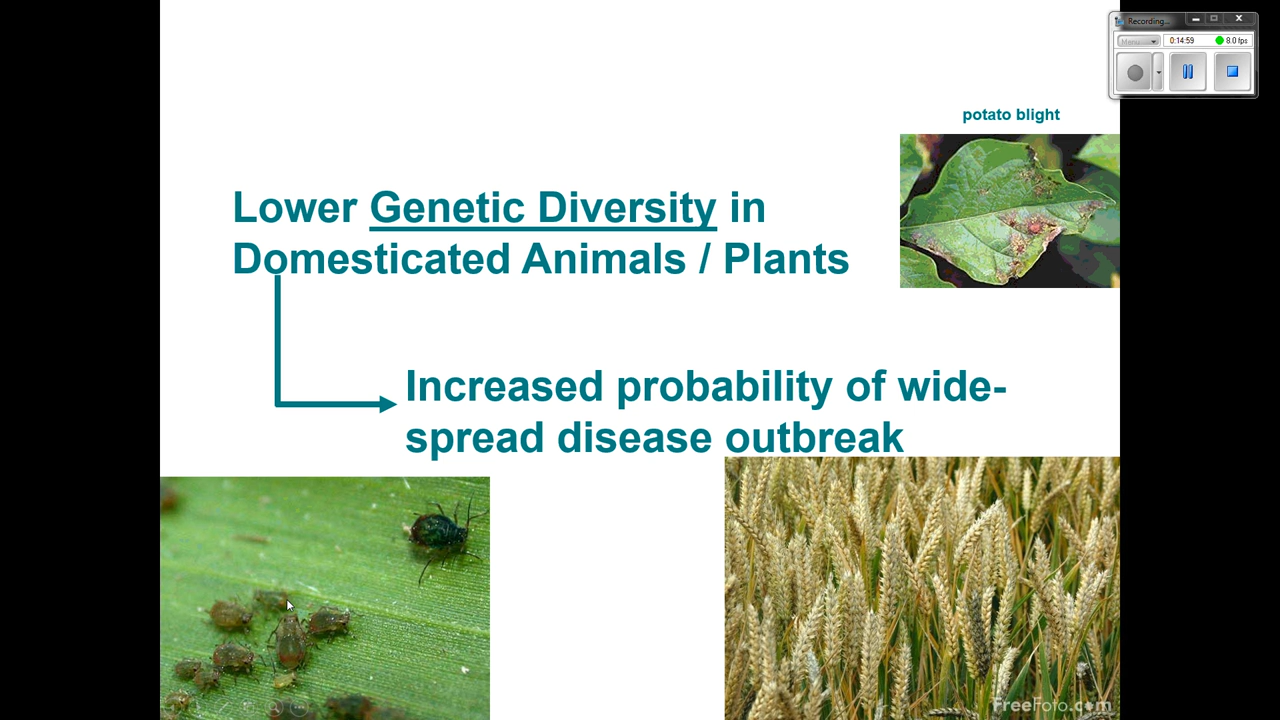 Recording...
Menu
0:14:59
8.0 fps
potato blight
Lower Genetic Diversity in
Domesticated Animals / Plants
Increased probability of wide-
spread disease outbreak
FreeFoto.com